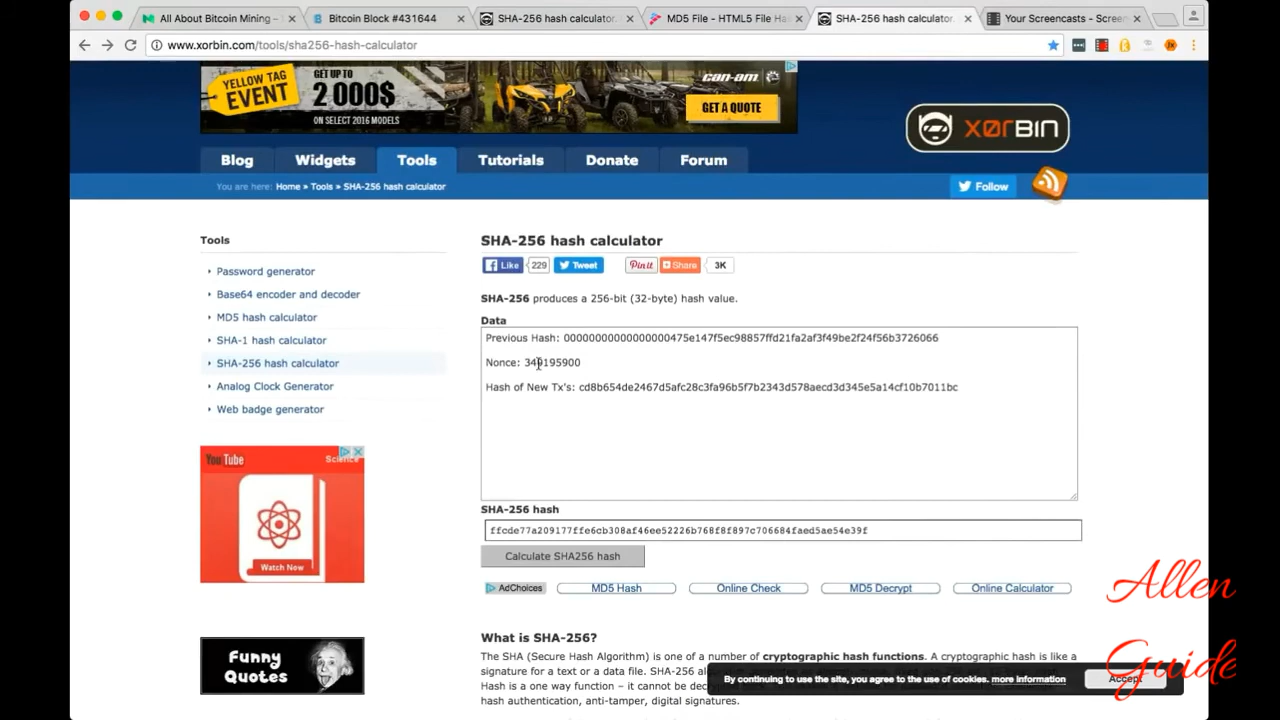 All About Bitcoin Mining –
Bitcoin Block #431644
SHA-256 hash calculator.
MD5 File - HTML5 File Ha
SHA-256 hash calculator.
Your Screencasts - Screen
www.xorbin.com/tools/sha256-hash-calculator
YELLOW TAG
EVENT
GET UP TO
2 000$
ON SELECT 2016 MODELS
can-am
GET A QUOTE
xørbin
Blog
Widgets
Tools
Tutorials
Donate
Forum
You are here: Home » Tools » SHA-256 hash calculator
Follow
Tools
Password generator
Base64 encoder and decoder
MD5 hash calculator
SHA-1 hash calculator
SHA-256 hash calculator
Analog Clock Generator
Web badge generator
YouTube
Science
Watch Now
Funny
Quotes
SHA-256 hash calculator
Like 229 Tweet Pinit Share 3K
SHA-256 produces a 256-bit (32-byte) hash value.
Data
Previous Hash: 00000000000000000475e147f5ec98857ffd21fa2af3f49be2f24f56b3726066
Nonce: 340195900
Hash of New Tx's: cd8b654de2467d5afc28c3fa96b5f7b2343d578aecd3d345e5a14cf10b7011bc
SHA-256 hash
ffcde77a209177ffe6cb308af46ee52226b768f8f897c706684faed5ae54e39f
Calculate SHA256 hash
AdChoices
MD5 Hash
Online Check
MD5 Decrypt
Online Calculator
What is SHA-256?
The SHA (Secure Hash Algorithm) is one of a number of cryptographic hash functions. A cryptographic hash is like a
signature for a text or a data file. SHA-256
Hash is a one way function – it cannot be
hash authentication, anti-tamper, digital signatures.
By continuing to use the site, you agree to the use of cookies. more information
Accept
Allen
Guide